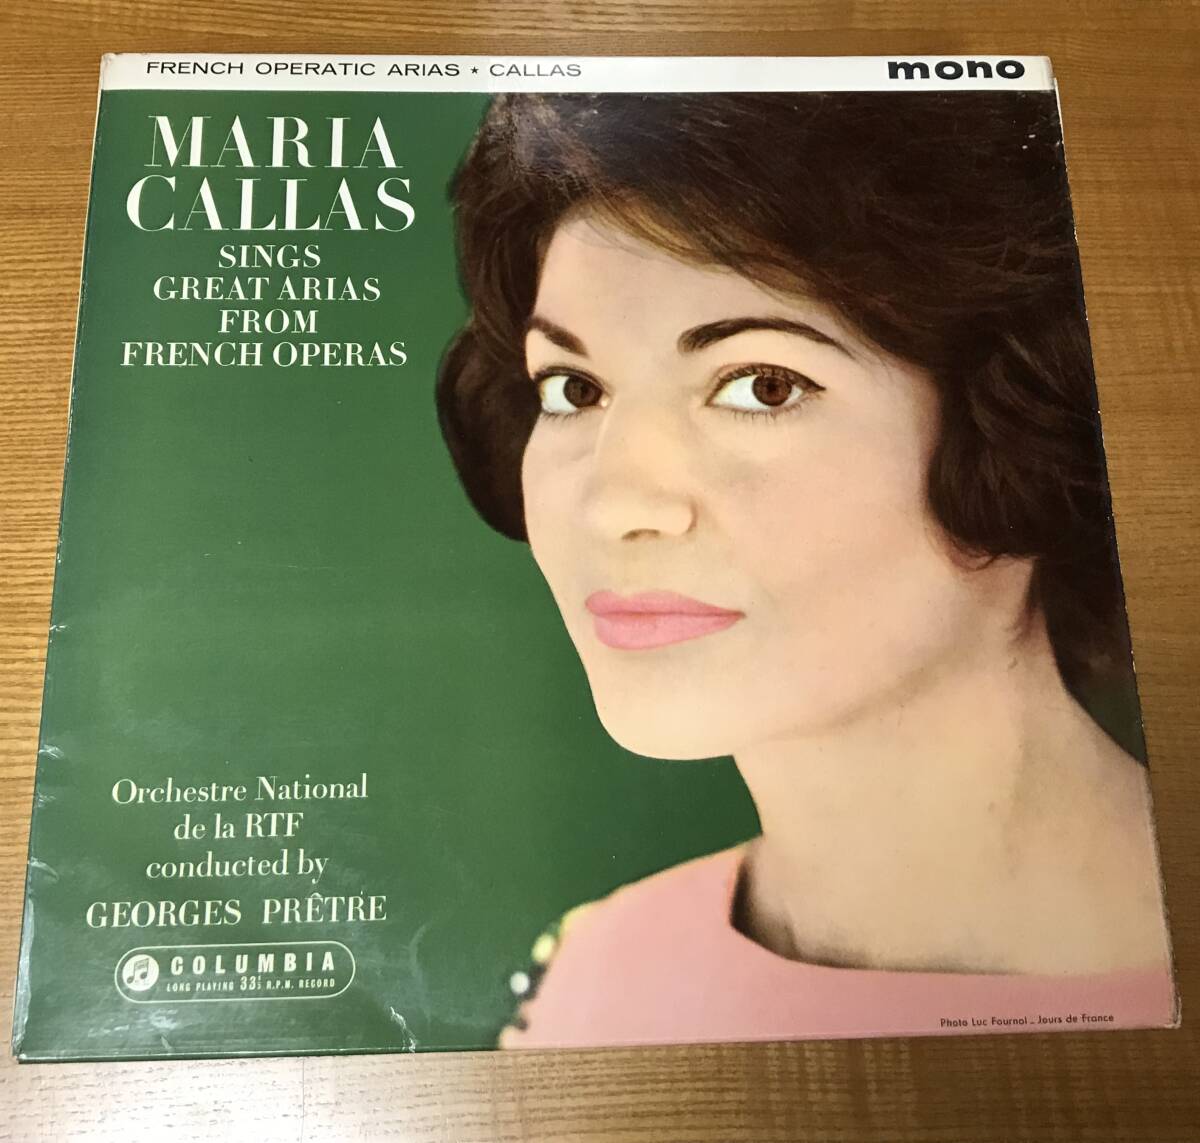 FRENCH OPERATIC ARIAS ★ CALLAS
mono
MARIA
CALLAS
SINGS
GREAT ARIAS
FROM
FRENCH OPERAS
Orchestre National
de la RTF
conducted by
GEORGES PRÊTRE
COLUMBIA
LONG PLAYING 33⅓ R.P.M. RECORD
Photo Luc Fournol _ Jours de France